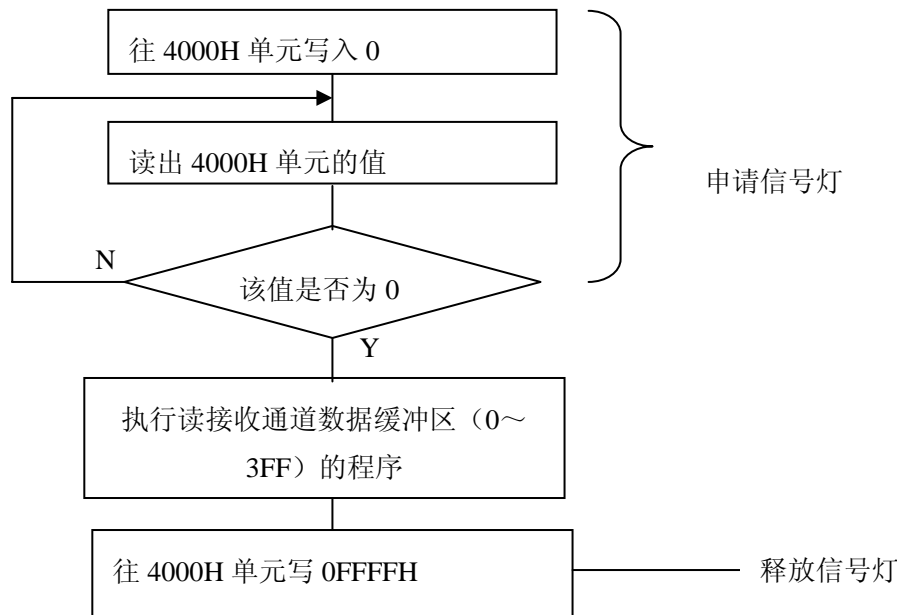 往 4000H 单元写入 0
读出 4000H 单元的值
申请信号灯
N
该值是否为 0
Y
执行读接收通道数据缓冲区（0～
3FF）的程序
往 4000H 单元写 0FFFFH
释放信号灯